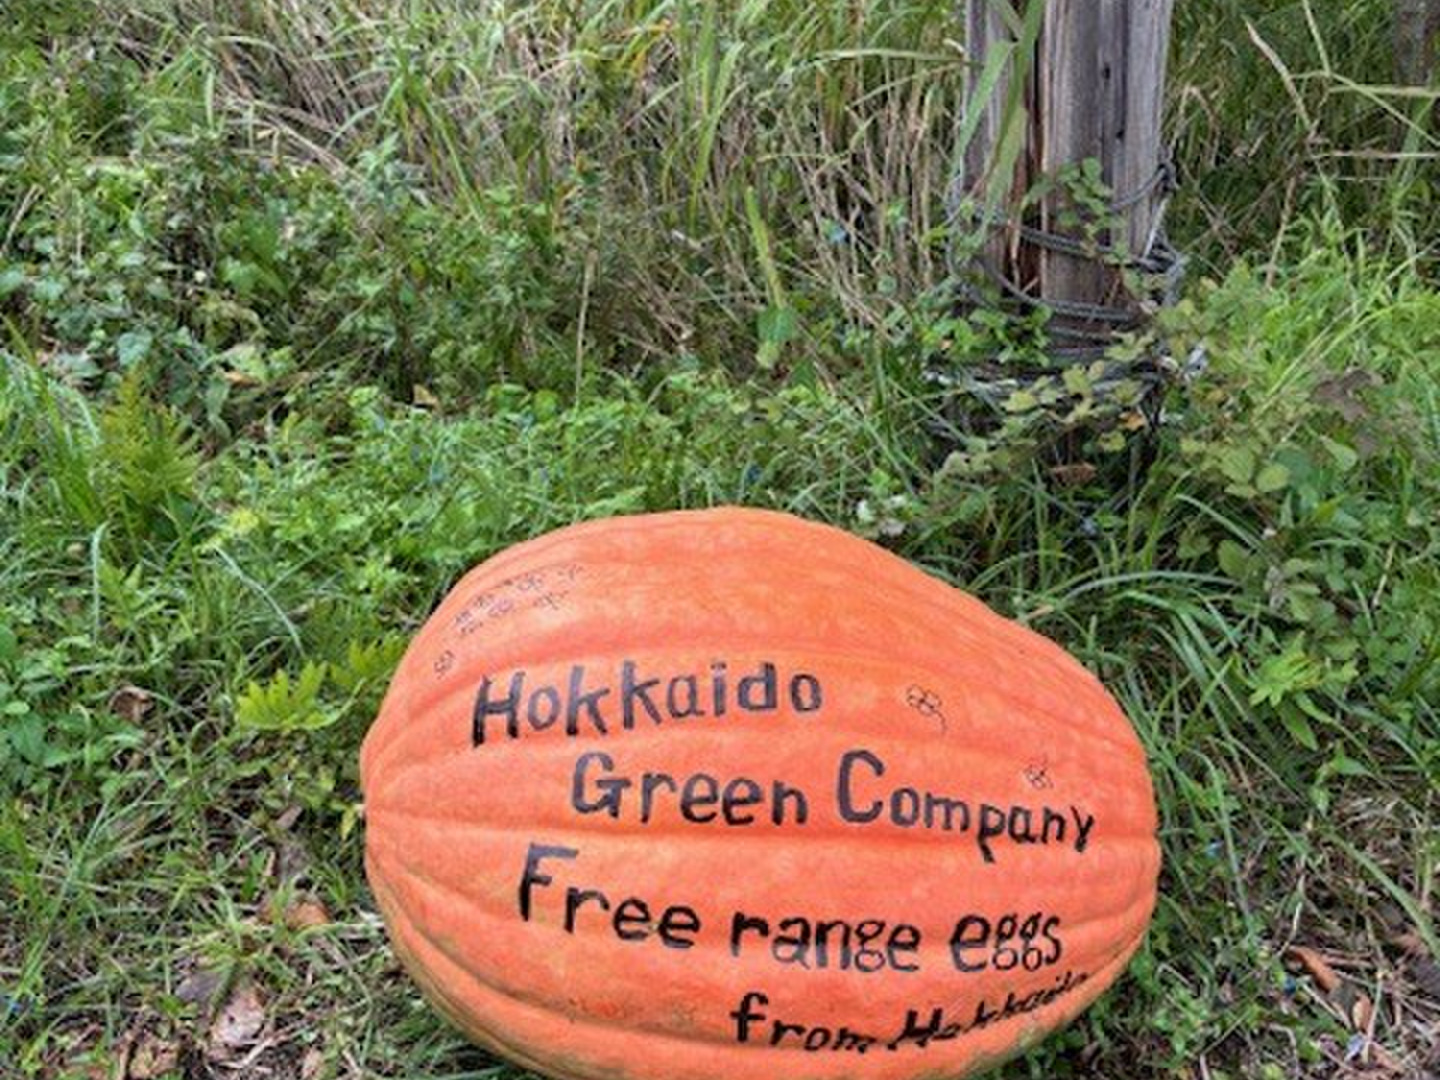 Hokkaido
Green Company
Free range eggs
from Hokkaido